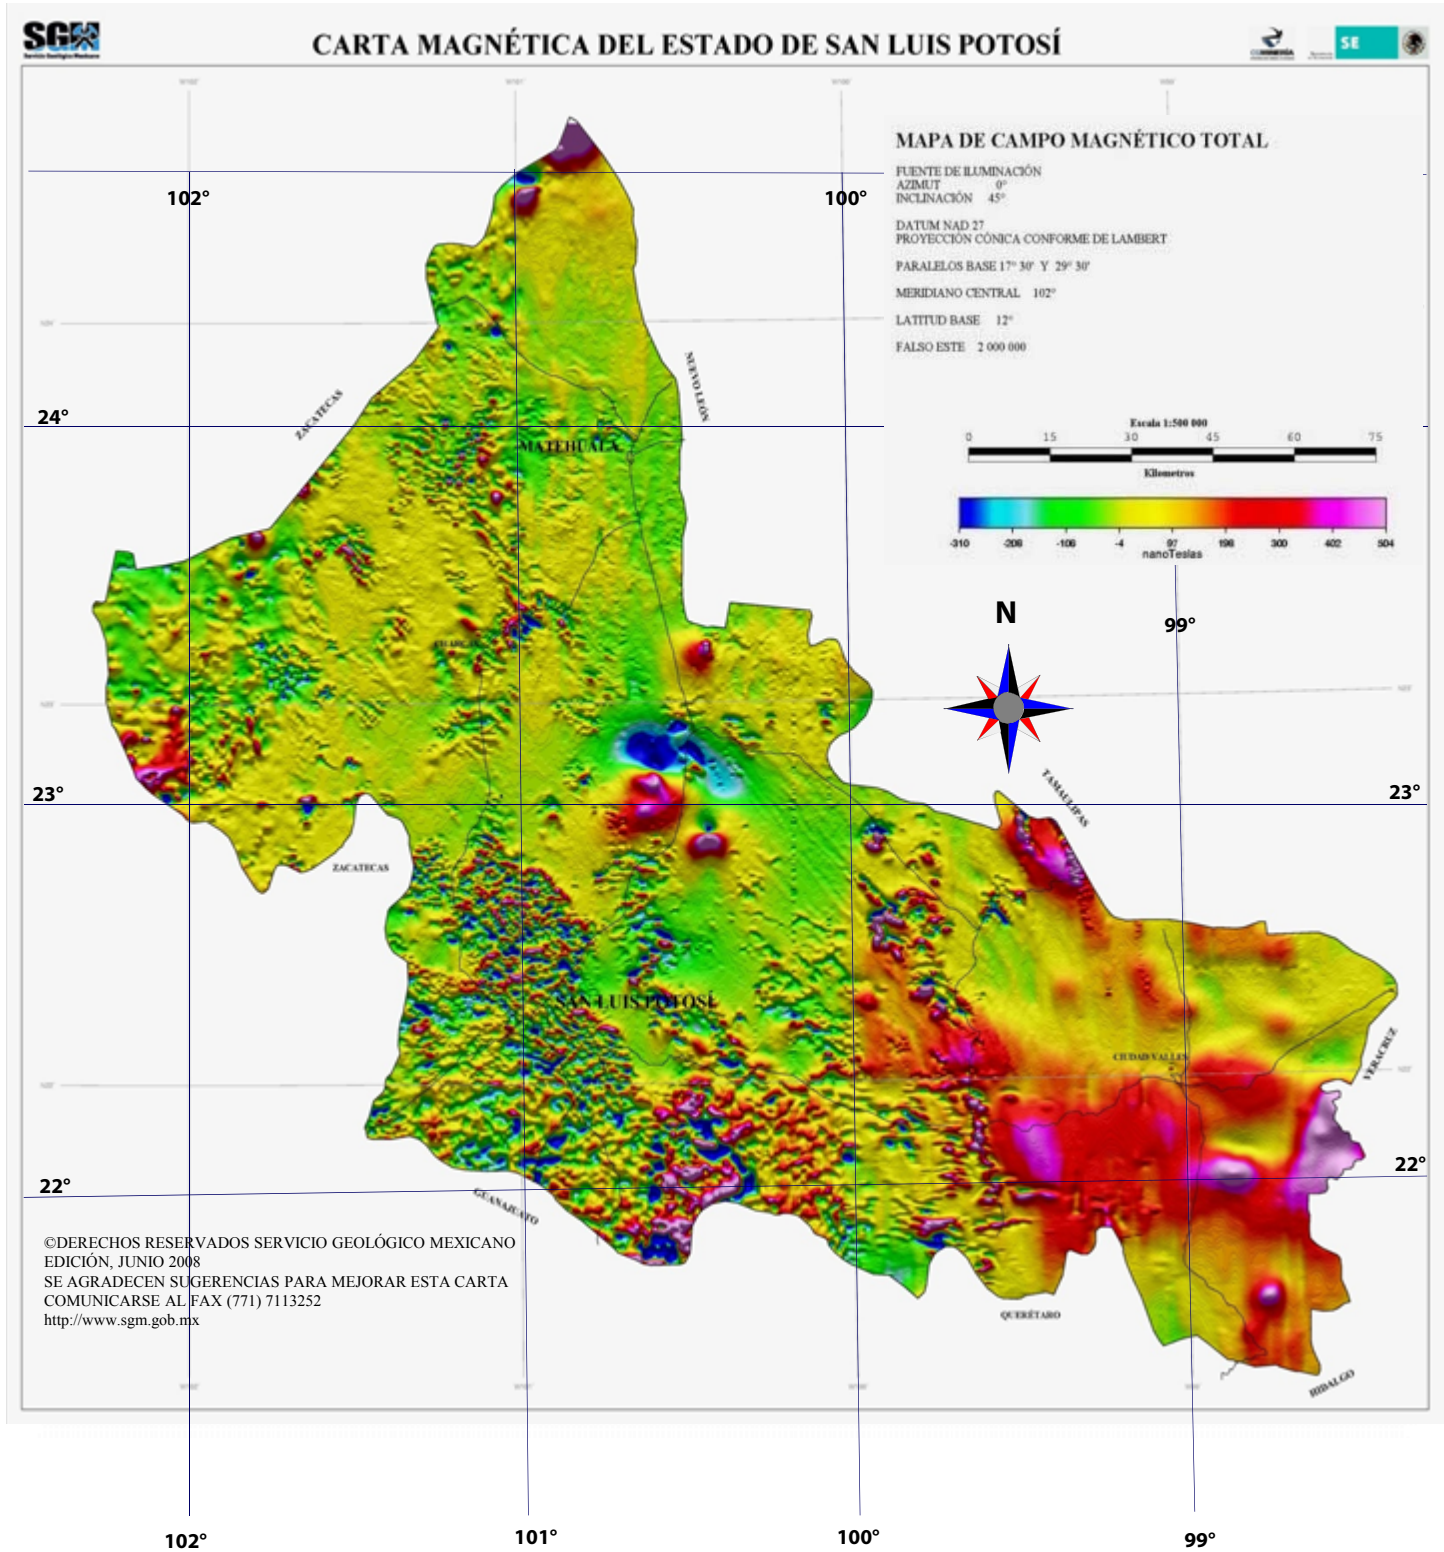 SGM
Servicio Geológico Mexicano
CARTA MAGNÉTICA DEL ESTADO DE SAN LUIS POTOSÍ
SE
MAPA DE CAMPO MAGNÉTICO TOTAL
FUENTE DE ILUMINACIÓN
AZIMUT 0°
INCLINACIÓN 45°
DATUM NAD 27
PROYECCIÓN CÓNICA CONFORME DE LAMBERT
PARALELOS BASE 17° 30' Y 29° 30'
MERIDIANO CENTRAL 102°
LATITUD BASE 12°
FALSO ESTE 2 000 000
102°
100°
NUEVO LEÓN
ZACATECAS
24°
MATEHUALA
Escala 1:500 000
0 15 30 45 60 75
Kilometros
-310 -208 -106 -4 97 198 300 402 504
nanoTeslas
N
99°
CHARCAS
TAMAULIPAS
23°
23°
ZACATECAS
SAN LUIS POTOSÍ
CIUDAD VALLES
VERACRUZ
22°
22°
GUANAJUATO
©DERECHOS RESERVADOS SERVICIO GEOLÓGICO MEXICANO
EDICIÓN, JUNIO 2008
SE AGRADECEN SUGERENCIAS PARA MEJORAR ESTA CARTA
COMUNICARSE AL FAX (771) 7113252
http://www.sgm.gob.mx
QUERÉTARO
HIDALGO
102°
101°
100°
99°